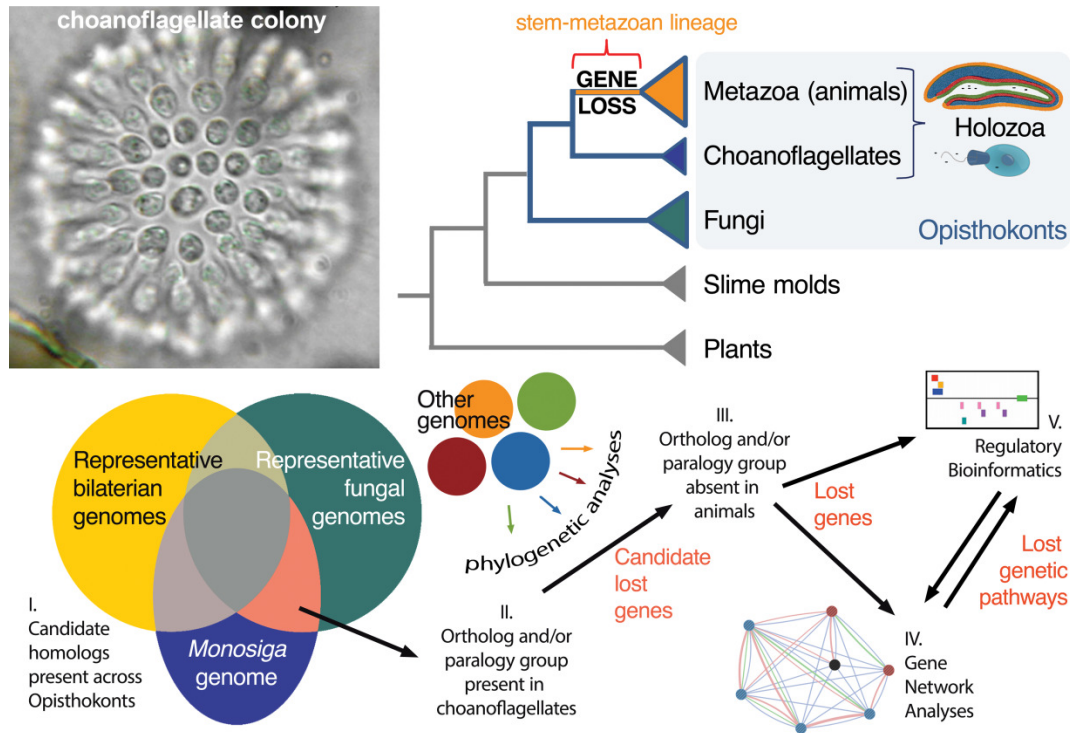 choanoflagellate colony
stem-metazoan lineage
GENE
LOSS
Metazoa (animals)
Holozoa
Choanoflagellates
Fungi
Opisthokonts
Slime molds
Plants
Representative
bilaterian
genomes
Representative
fungal
genomes
Monosiga
genome
I.
Candidate
homologs
present across
Opisthokonts
Other
genomes
phylogenetic analyses
II.
Ortholog and/or
paralogy group
present in
choanoflagellates
Candidate
lost
genes
III.
Ortholog and/or
paralogy group
absent in
animals
Lost
genes
V.
Regulatory
Bioinformatics
Lost
genetic
pathways
IV.
Gene
Network
Analyses